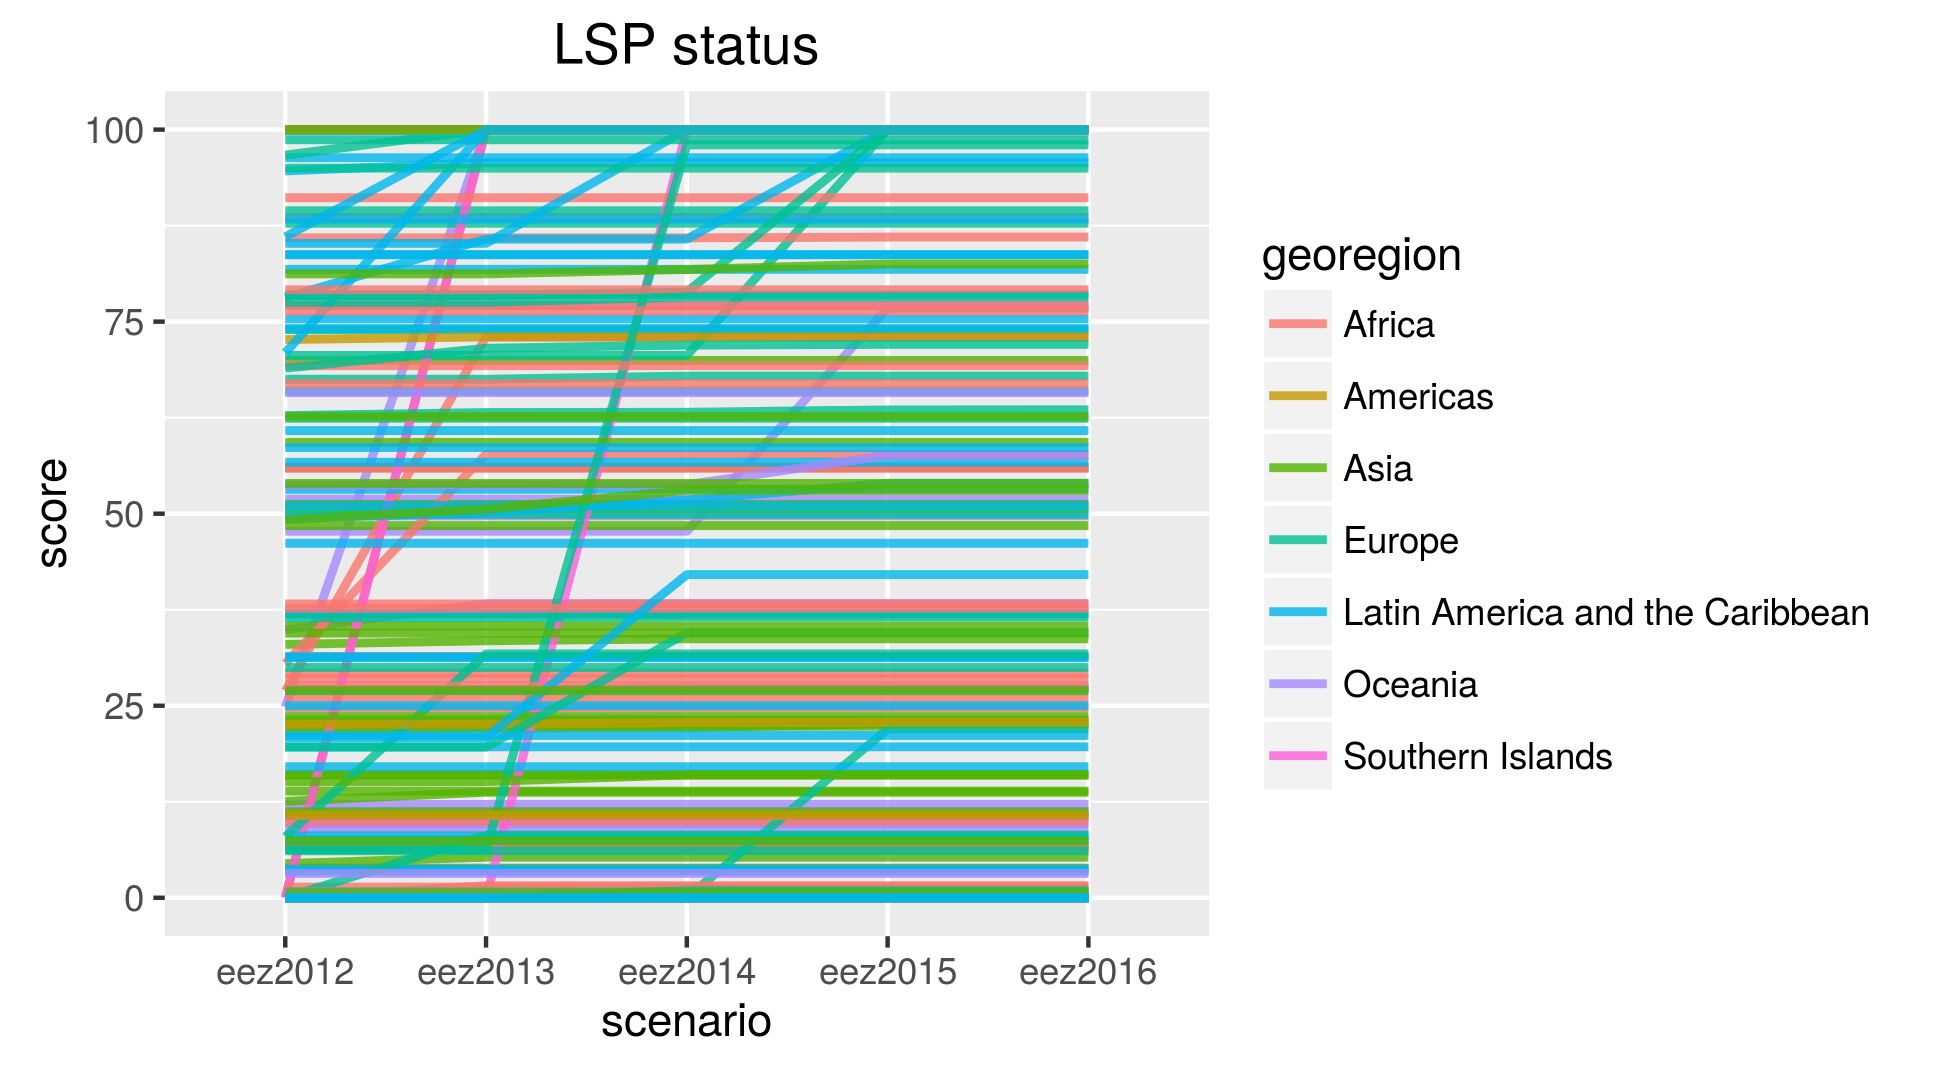 LSP status
score
100
75
50
25
0
eez2012 eez2013 eez2014 eez2015 eez2016
scenario
georegion
Africa
Americas
Asia
Europe
Latin America and the Caribbean
Oceania
Southern Islands